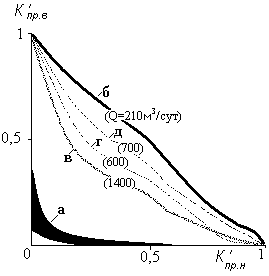 K′пр.в
1
б
(Q=210м³/сут)
д
(700)
0,5
г
в
(600)
(1400)
а
K′пр.н
0
0,5
1